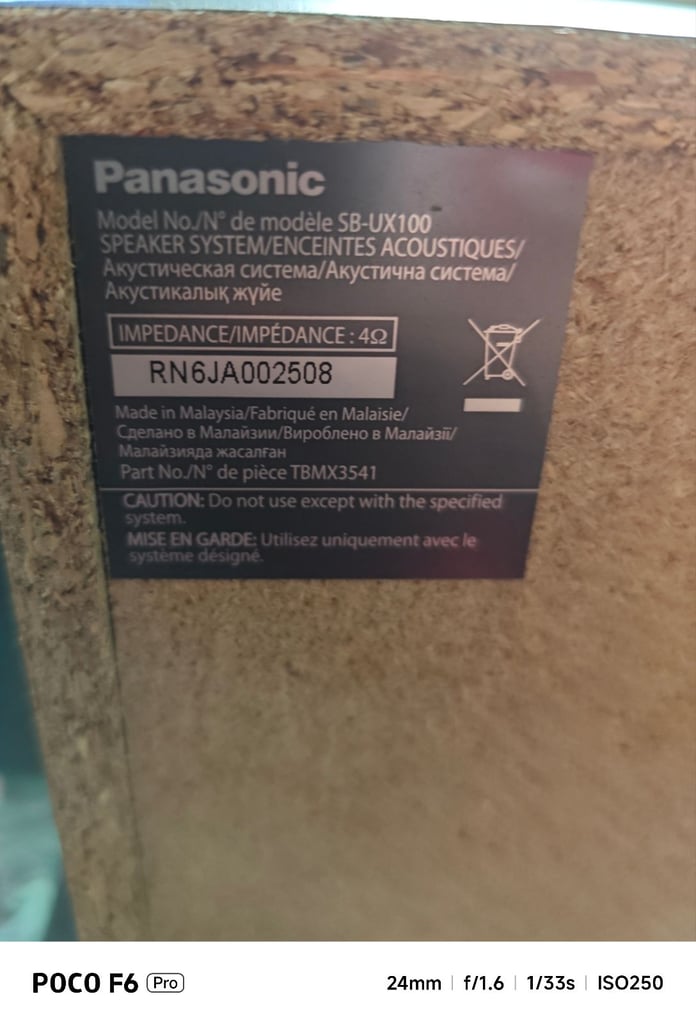 Panasonic
Model No./N° de modèle SB-UX100
SPEAKER SYSTEM/ENCEINTES ACOUSTIQUES/
Акустическая система/Акустична система/
Акустикалық жүйе
IMPEDANCE/IMPÉDANCE : 4Ω
RN6JA002508
Made in Malaysia/Fabriqué en Malaisie/
Сделано в Малайзии/Вироблено в Малайзії/
Малайзияда жасалған
Part No./N° de pièce TBMX3541
CAUTION: Do not use except with the specified
system.
MISE EN GARDE: Utilisez uniquement avec le
système désigné.
POCO F6 Pro
24mm | f/1.6 | 1/33s | ISO250